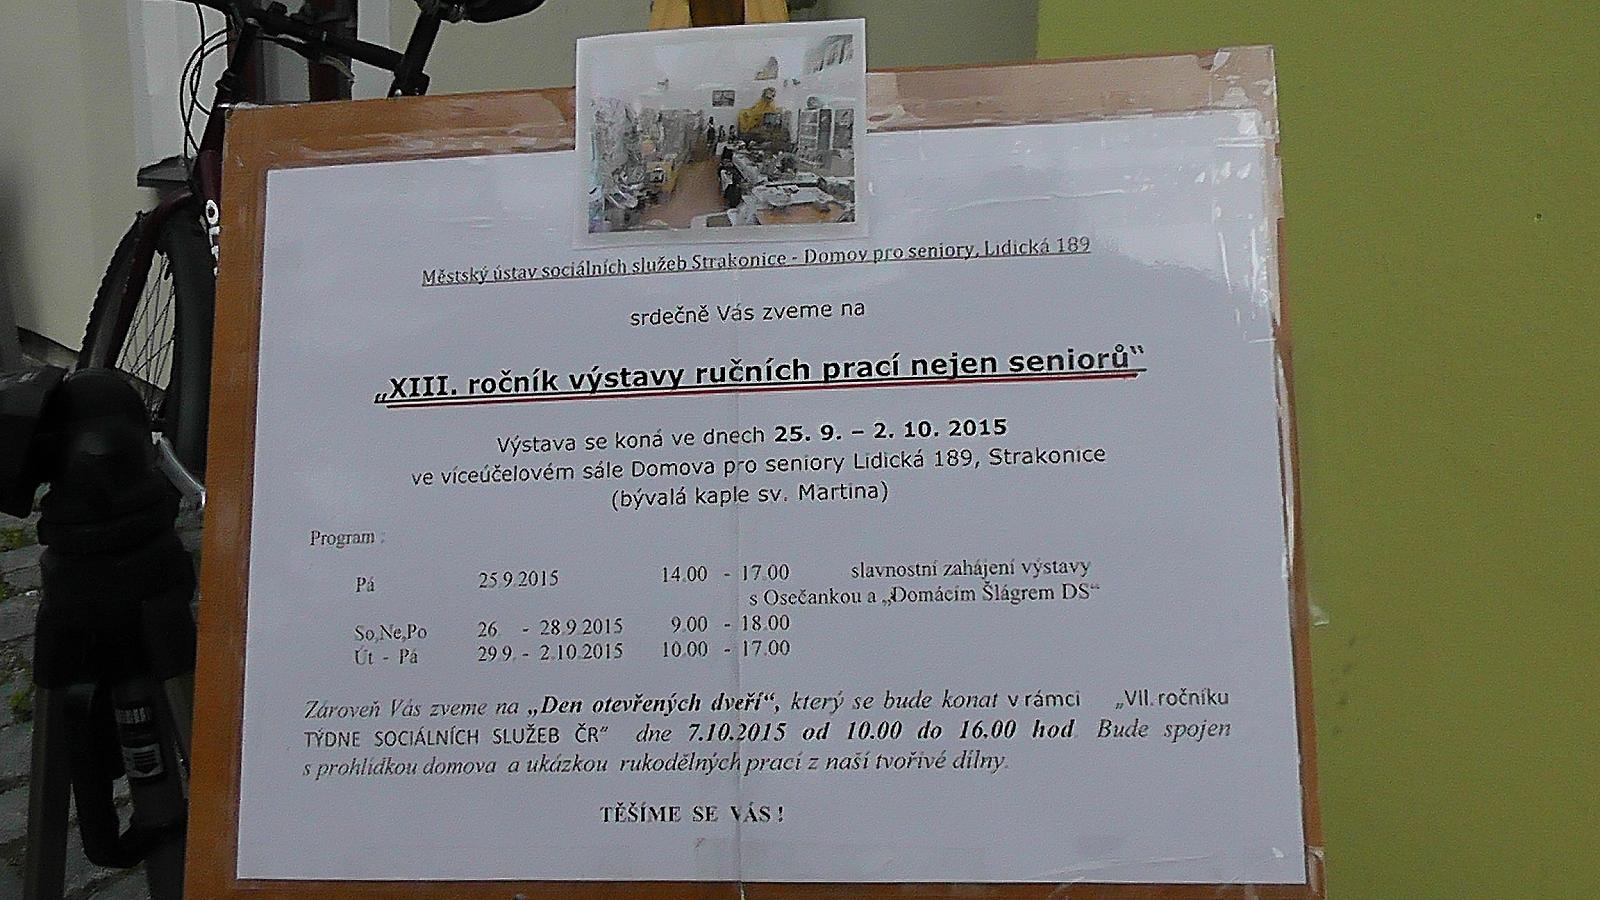 Městský ústav sociálních služeb Strakonice - Domov pro seniory, Lidická 189
srdečně Vás zveme na
„XIII. ročník výstavy ručních prací nejen seniorů“
Výstava se koná ve dnech 25. 9. – 2. 10. 2015
ve víceúčelovém sále Domova pro seniory Lidická 189, Strakonice
(bývalá kaple sv. Martina)
Program :
Pá 25.9.2015 14.00 - 17.00 slavnostní zahájení výstavy
s Osečankou a „Domácím Šlágrem DS“
So,Ne,Po 26 - 28.9.2015 9.00 - 18.00
Út - Pá 29.9. - 2.10.2015 10.00 - 17.00
Zároveň Vás zveme na „Den otevřených dveří“, který se bude konat v rámci „VII. ročníku
TÝDNE SOCIÁLNÍCH SLUŽEB ČR“ dne 7.10.2015 od 10.00 do 16.00 hod. Bude spojen
s prohlídkou domova a ukázkou rukodělných prací z naší tvořivé dílny.
TĚŠÍME SE VÁS !